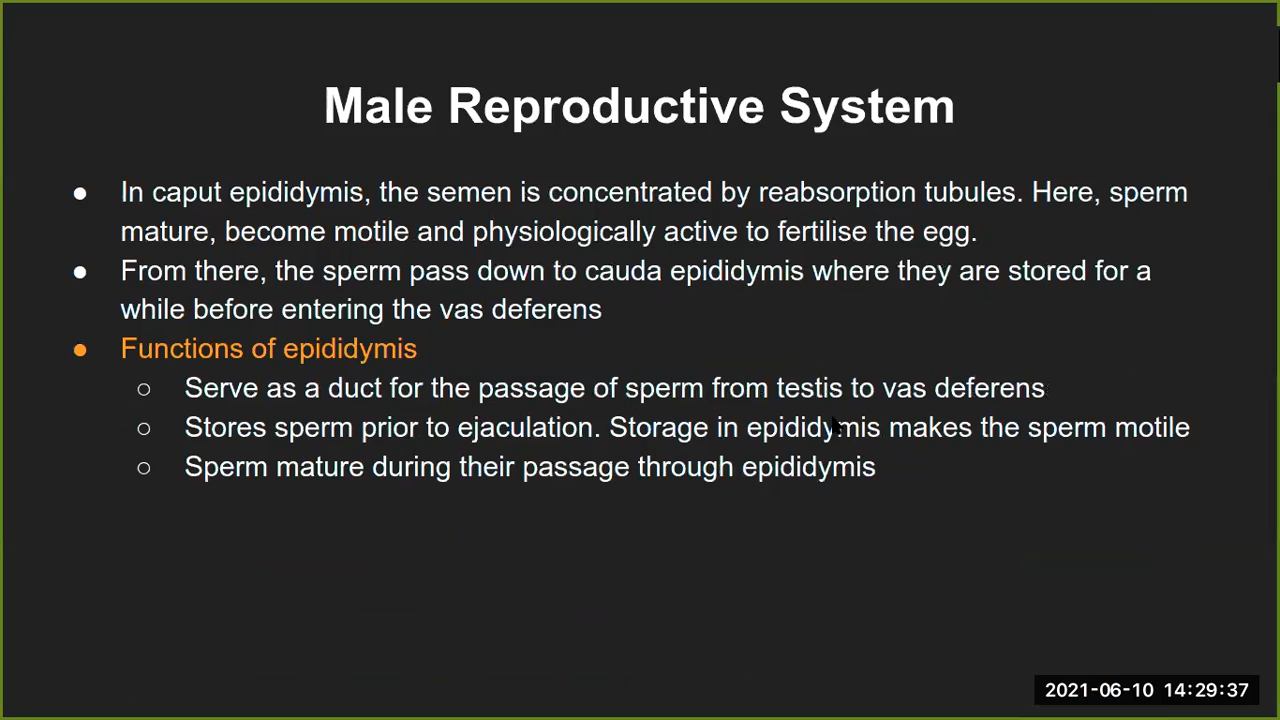 Male Reproductive System
● In caput epididymis, the semen is concentrated by reabsorption tubules. Here, sperm
mature, become motile and physiologically active to fertilise the egg.
● From there, the sperm pass down to cauda epididymis where they are stored for a
while before entering the vas deferens
● Functions of epididymis
○ Serve as a duct for the passage of sperm from testis to vas deferens
○ Stores sperm prior to ejaculation. Storage in epididymis makes the sperm motile
○ Sperm mature during their passage through epididymis
2021-06-10 14:29:37